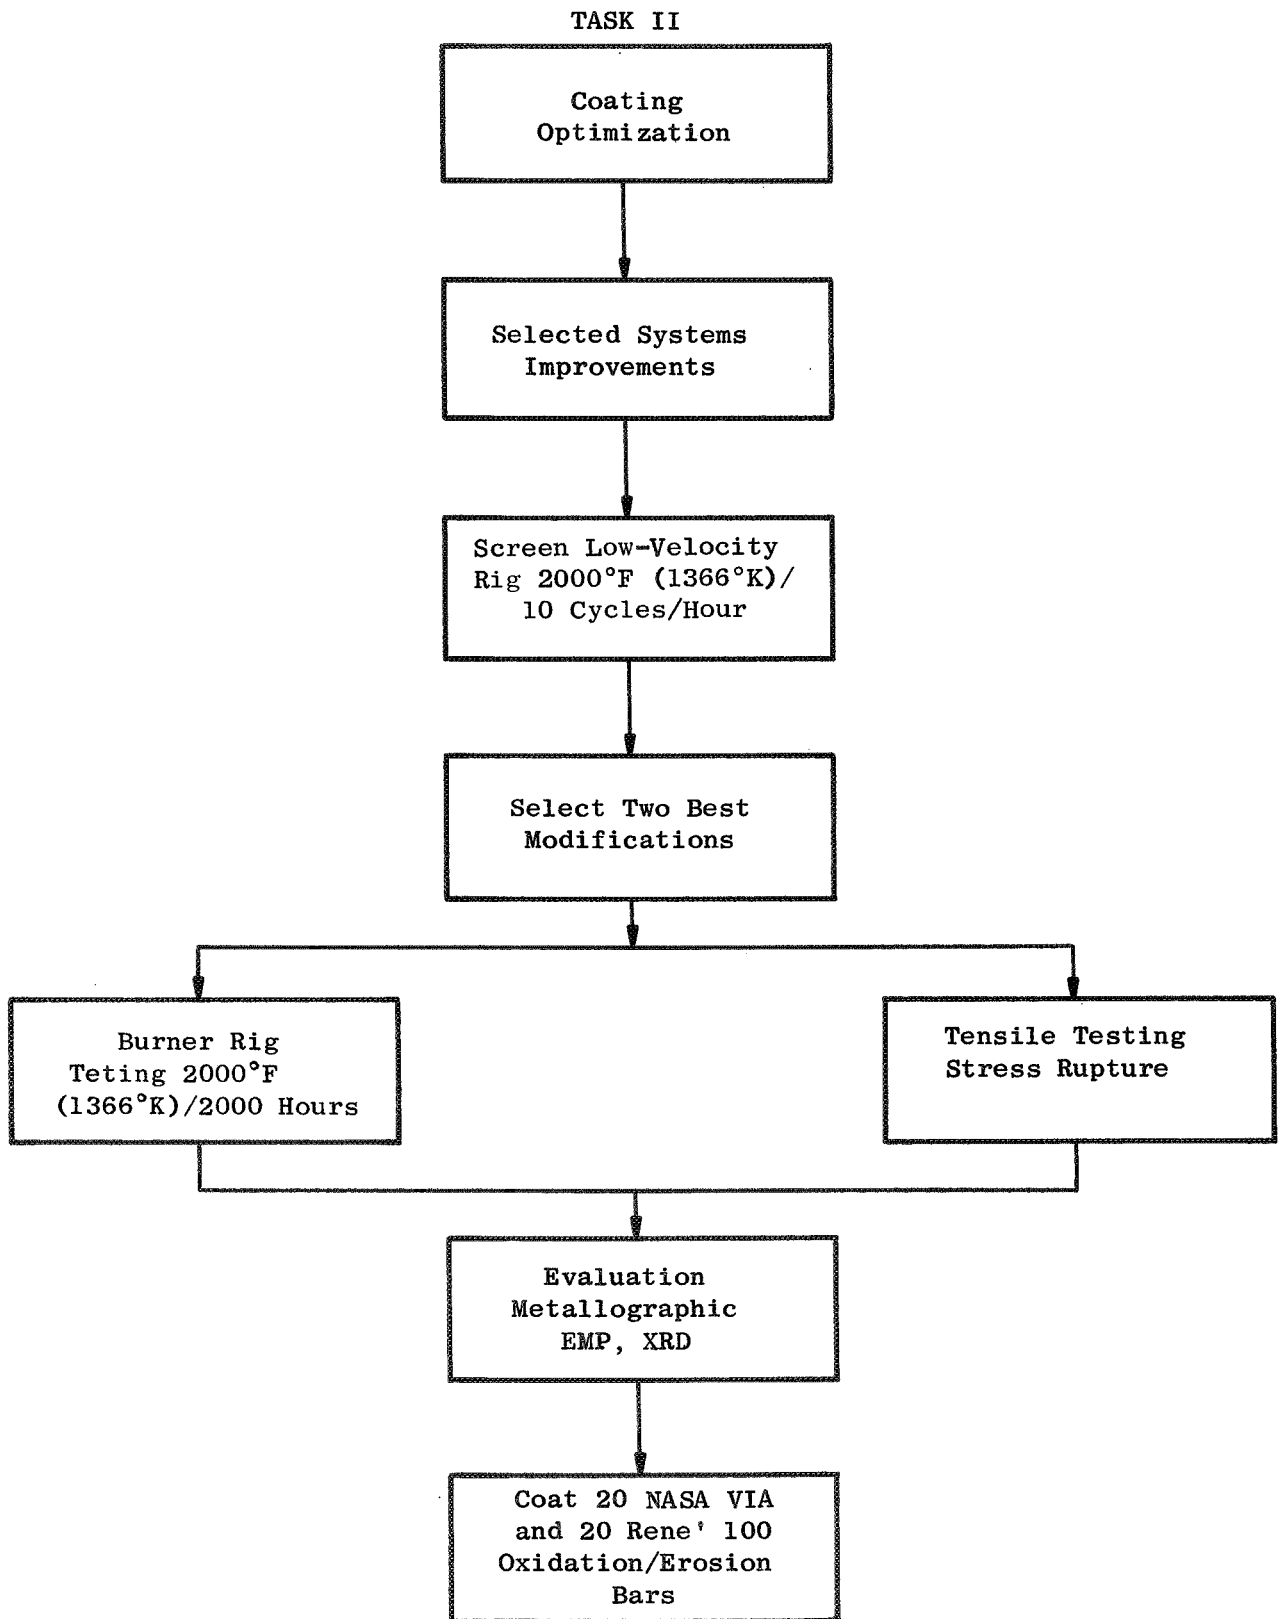 TASK II
Coating
Optimization
Selected Systems
Improvements
Screen Low-Velocity
Rig 2000°F (1366°K)/
10 Cycles/Hour
Select Two Best
Modifications
Burner Rig
Teting 2000°F
(1366°K)/2000 Hours
Tensile Testing
Stress Rupture
Evaluation
Metallographic
EMP, XRD
Coat 20 NASA VIA
and 20 Rene' 100
Oxidation/Erosion
Bars